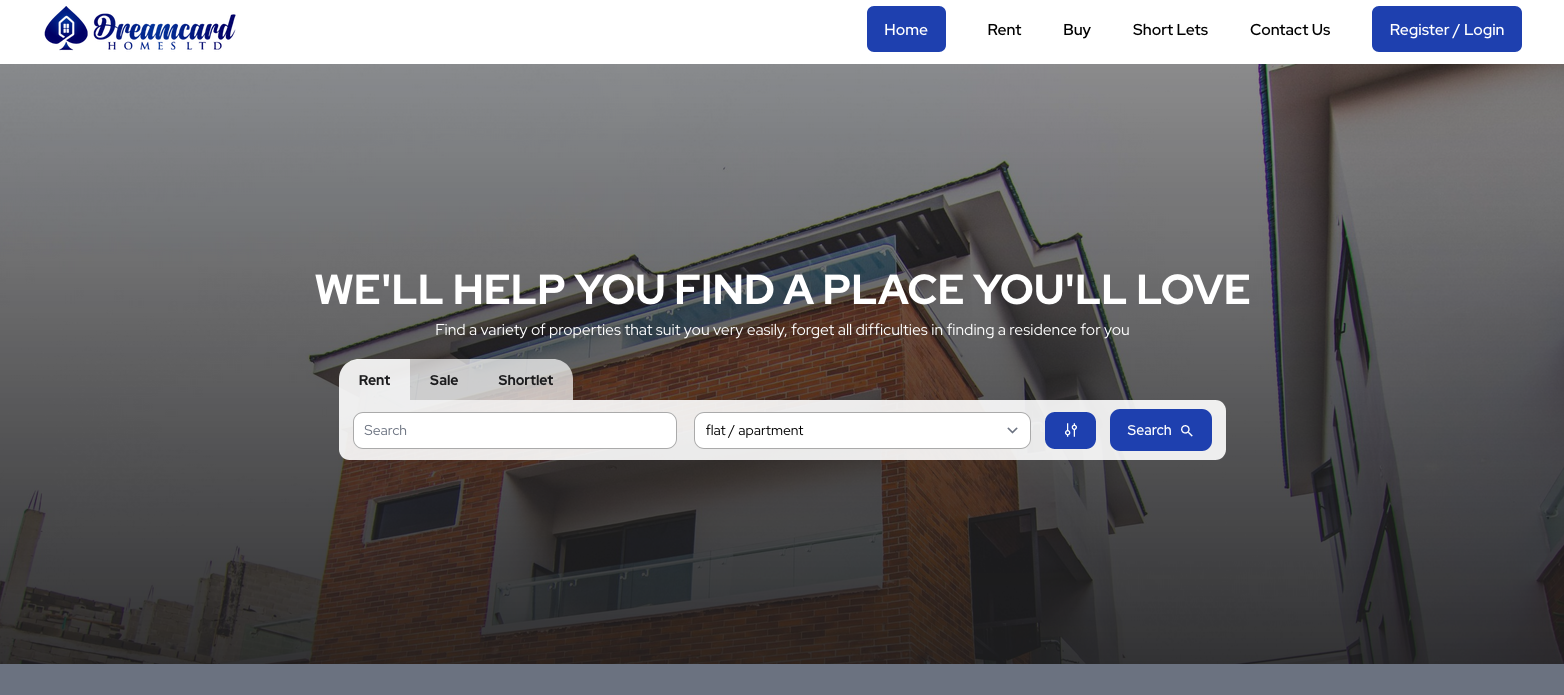 Dreamcard
HOMES LTD
Home
Rent
Buy
Short Lets
Contact Us
Register / Login
WE'LL HELP YOU FIND A PLACE YOU'LL LOVE
Find a variety of properties that suit you very easily, forget all difficulties in finding a residence for you
Rent
Sale
Shortlet
Search
flat / apartment
Search